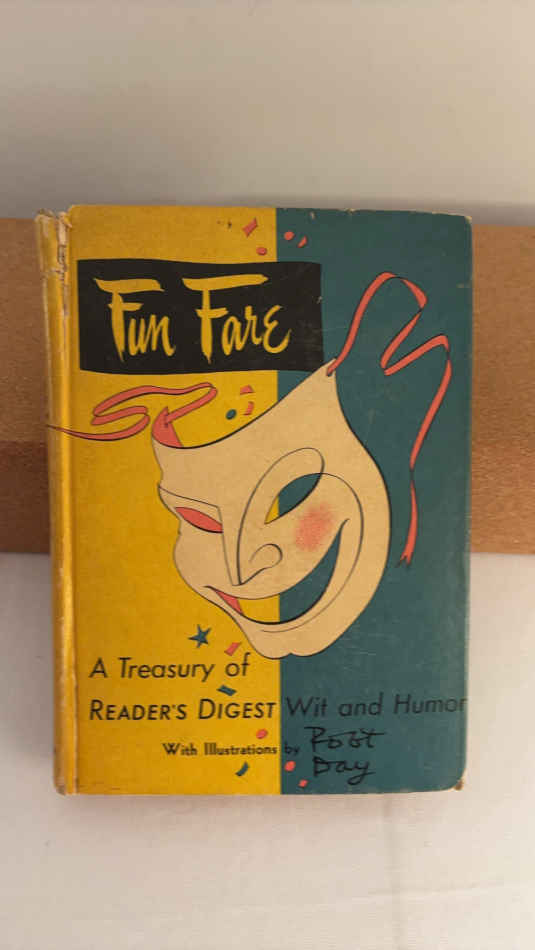 Fun Fare
A Treasury of
READER'S DIGEST Wit and Humor
With Illustrations by Robt
Day